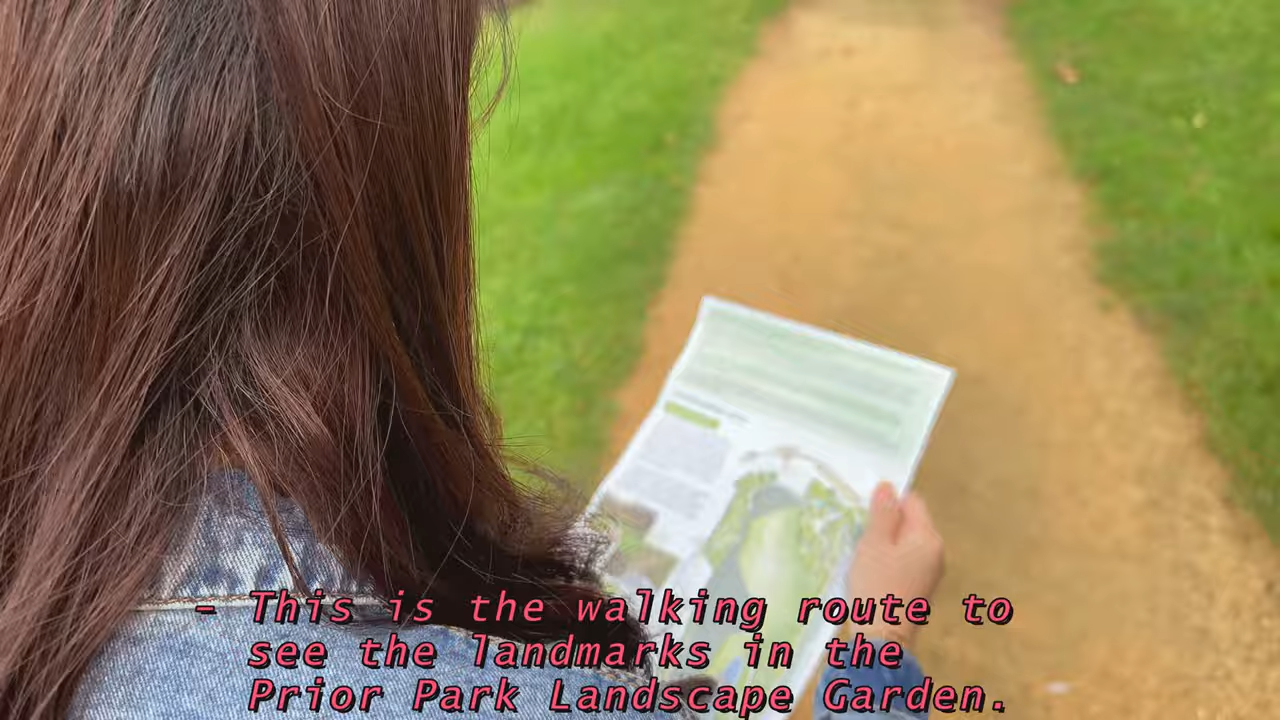 - This is the walking route to
see the landmarks in the
Prior Park Landscape Garden.